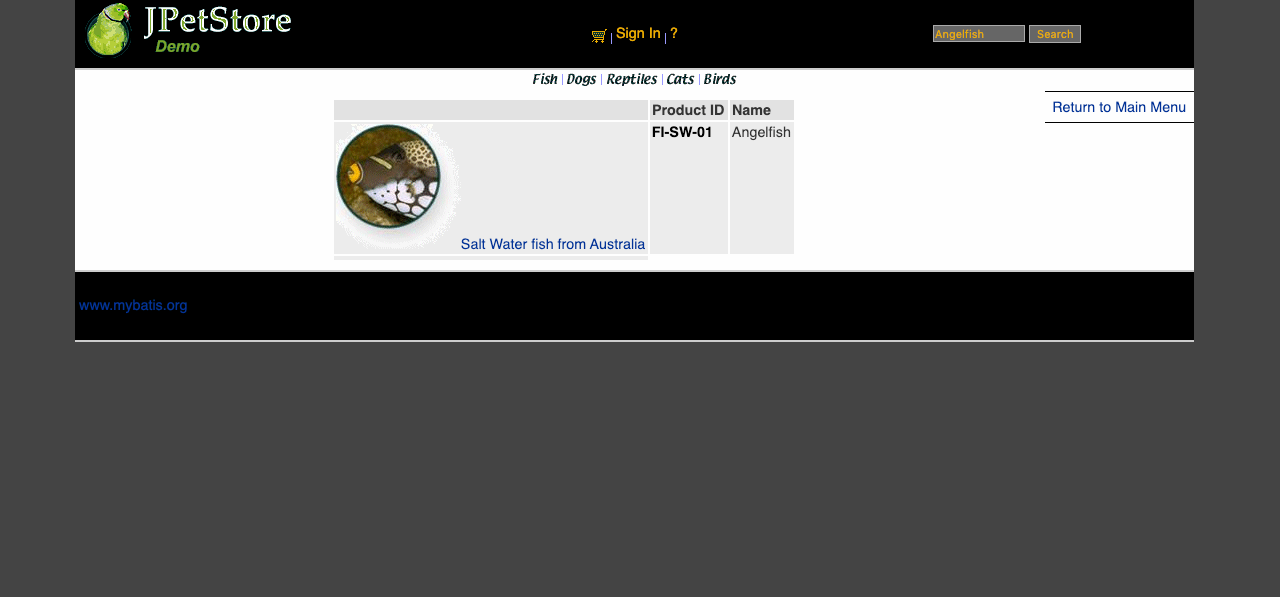 JPetStore
Demo
Sign In | ?
Angelfish
Search
Fish | Dogs | Reptiles | Cats | Birds
Return to Main Menu
Product ID Name
FI-SW-01 Angelfish
Salt Water fish from Australia
www.mybatis.org